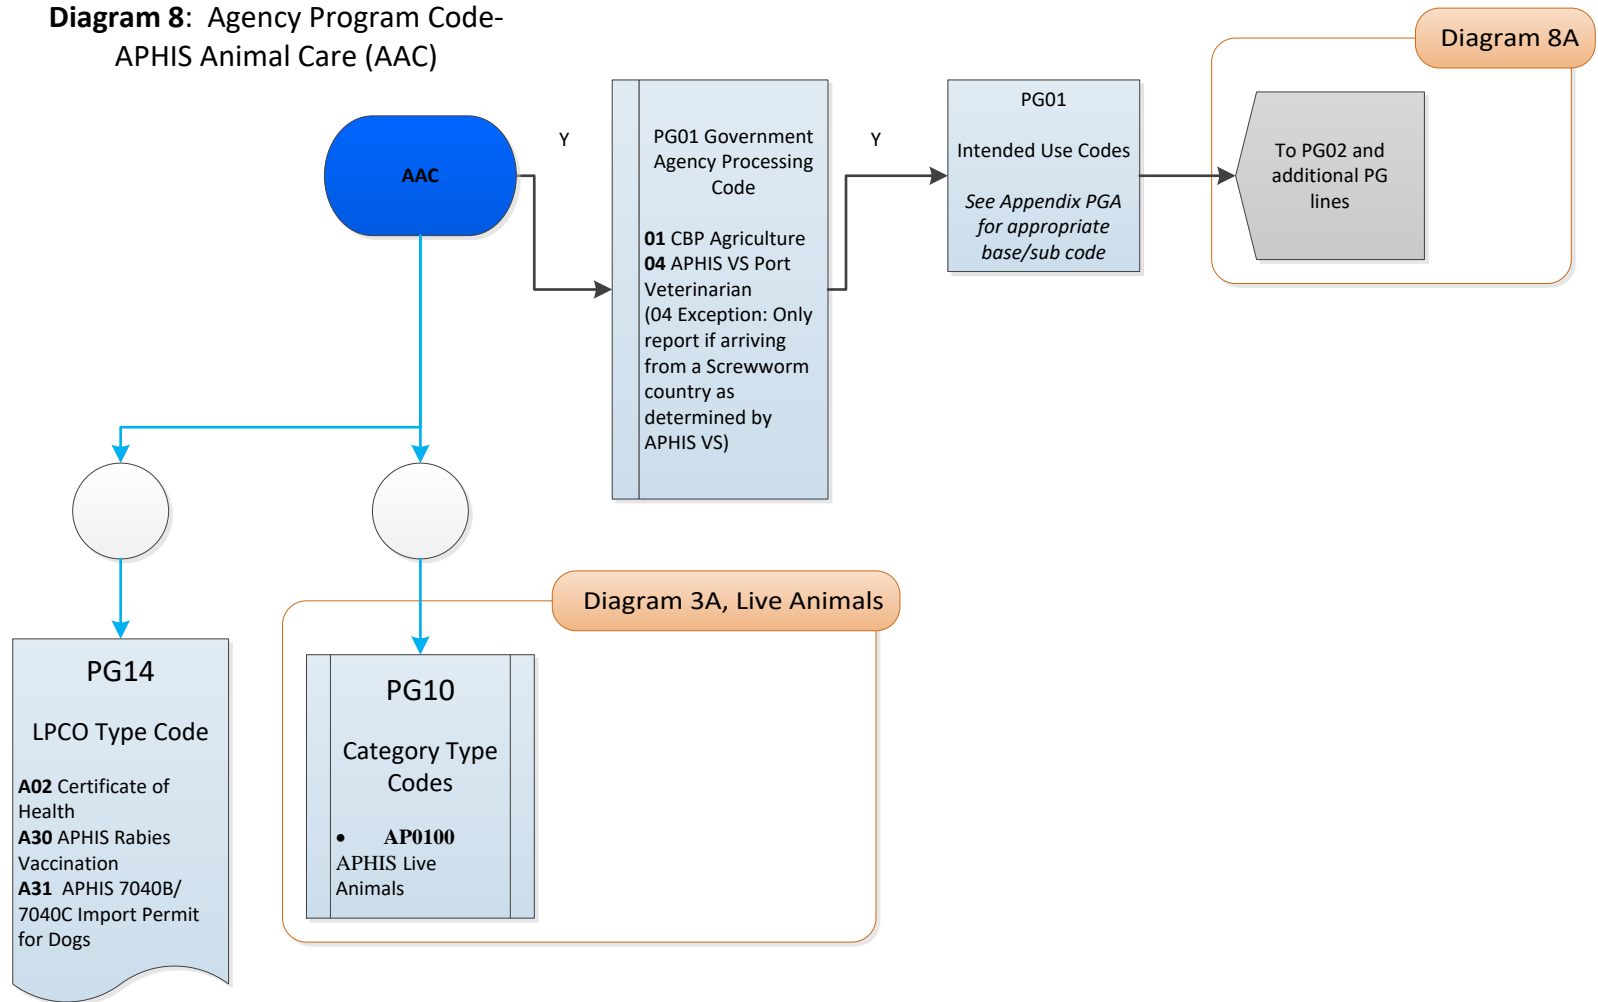 Diagram 8:  Agency Program Code-
APHIS Animal Care (AAC)
Diagram 8A
AAC
Y
PG01 Government
Agency Processing
Code
01 CBP Agriculture
04 APHIS VS Port
Veterinarian
(04 Exception: Only
report if arriving
from a Screwworm
country as
determined by
APHIS VS)
Y
PG01
Intended Use Codes
See Appendix PGA
for appropriate
base/sub code
To PG02 and
additional PG
lines
PG14
LPCO Type Code
A02 Certificate of
Health
A30 APHIS Rabies
Vaccination
A31  APHIS 7040B/
7040C Import Permit
for Dogs
Diagram 3A, Live Animals
PG10
Category Type
Codes
• AP0100
APHIS Live
Animals